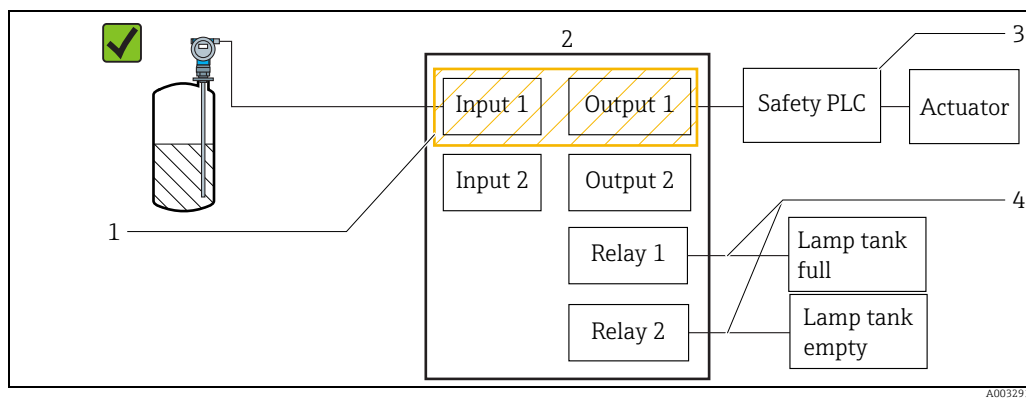 2
3
Input 1
Output 1
Safety PLC
Actuator
Input 2
Output 2
4
1
Relay 1
Lamp tank
full
Relay 2
Lamp tank
empty